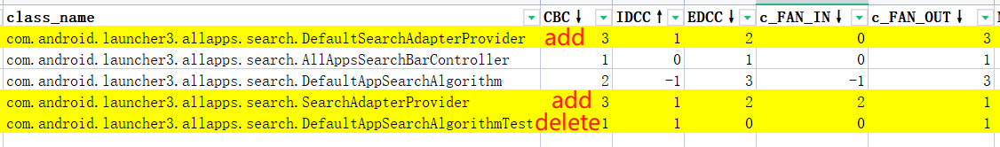 class_name CBC↓ IDCC↑ EDCC↓ c_FAN_IN↓ c_FAN_OUT↓
com.android.launcher3.allapps.search.DefaultSearchAdapterProvider add 3 1 2 0 3
com.android.launcher3.allapps.search.AllAppsSearchBarController 1 0 1 0 1
com.android.launcher3.allapps.search.DefaultAppSearchAlgorithm 2 -1 3 -1 3
com.android.launcher3.allapps.search.SearchAdapterProvider add 3 1 2 2 1
com.android.launcher3.allapps.search.DefaultAppSearchAlgorithmTest delete 1 1 0 0 1